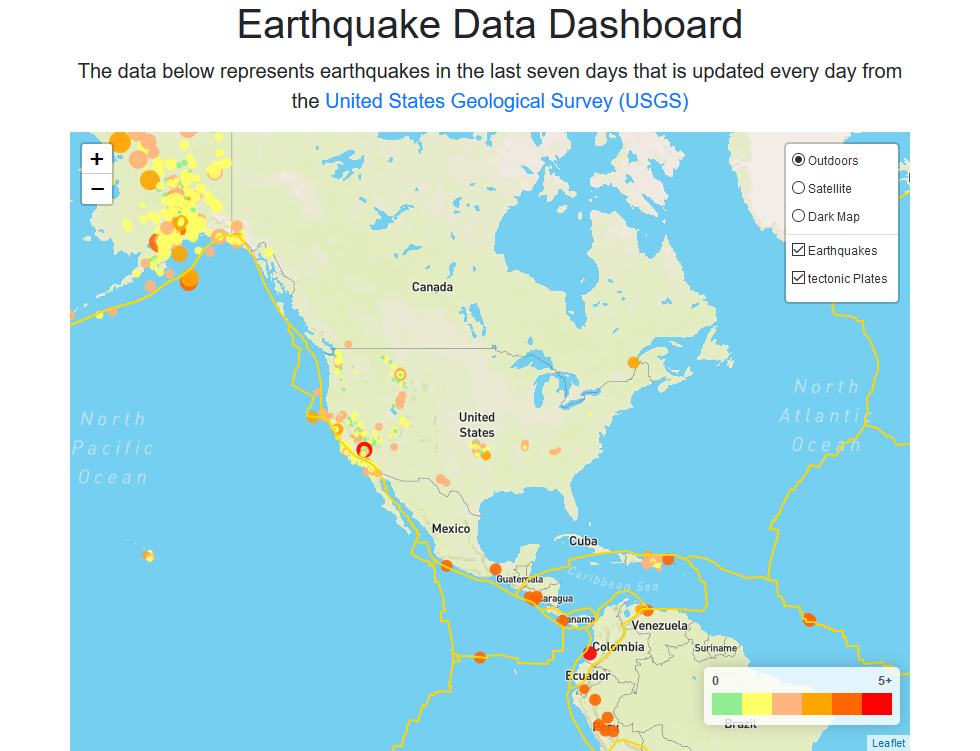 Earthquake Data Dashboard
The data below represents earthquakes in the last seven days that is updated every day from
the United States Geological Survey (USGS)
+
−
Outdoors
Satellite
Dark Map
Earthquakes
tectonic Plates
Canada
North
Atlantic
Ocean
North
Pacific
Ocean
United
States
Mexico
Cuba
Guatemala
Caribbean Sea
caragua
anama
Venezuela
Colombia
Suriname
Ecuador
0 5+
Brazil
Leaflet